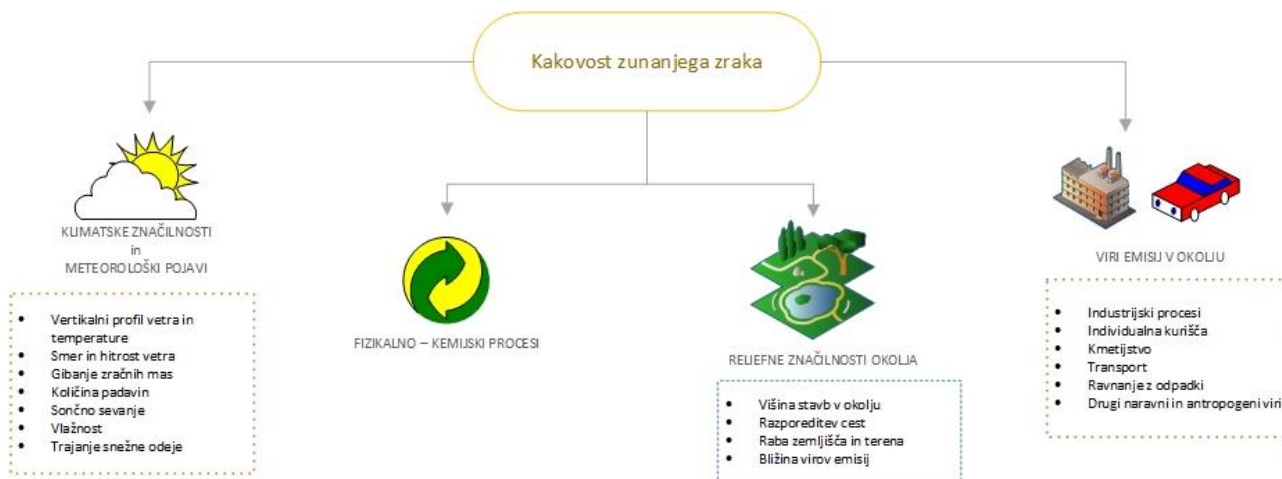 Kakovost zunanjega zraka
KLIMATSKE ZNAČILNOSTI
in
METEOROLOŠKI POJAVI
• Vertikalni profil vetra in
temperature
• Smer in hitrost vetra
• Gibanje zračnih mas
• Količina padavin
• Sončno sevanje
• Vlažnost
• Trajanje snežne odeje
FIZIKALNO – KEMIJSKI PROCESI
RELIEFNE ZNAČILNOSTI OKOLJA
• Višina stavb v okolju
• Razporeditev cest
• Raba zemljišča in terena
• Bližina virov emisij
VIRI EMISIJ V OKOLJU
• Industrijski procesi
• Individualna kurišča
• Kmetijstvo
• Transport
• Ravnanje z odpadki
• Drugi naravni in antropogeni viri